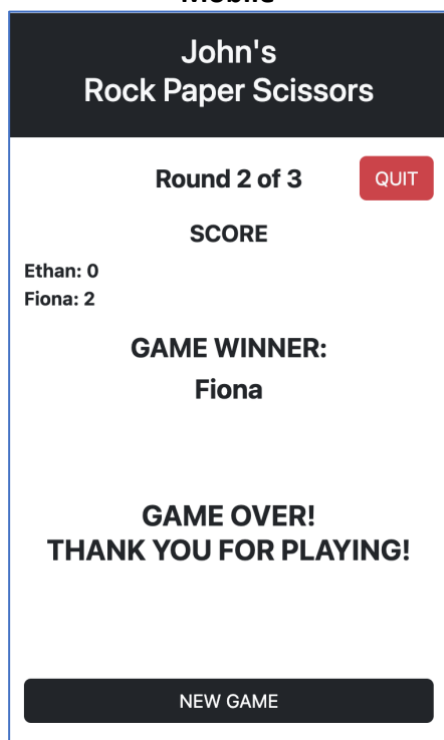 Mobile
John's
Rock Paper Scissors
Round 2 of 3 QUIT
SCORE
Ethan: 0
Fiona: 2
GAME WINNER:
Fiona
GAME OVER!
THANK YOU FOR PLAYING!
NEW GAME